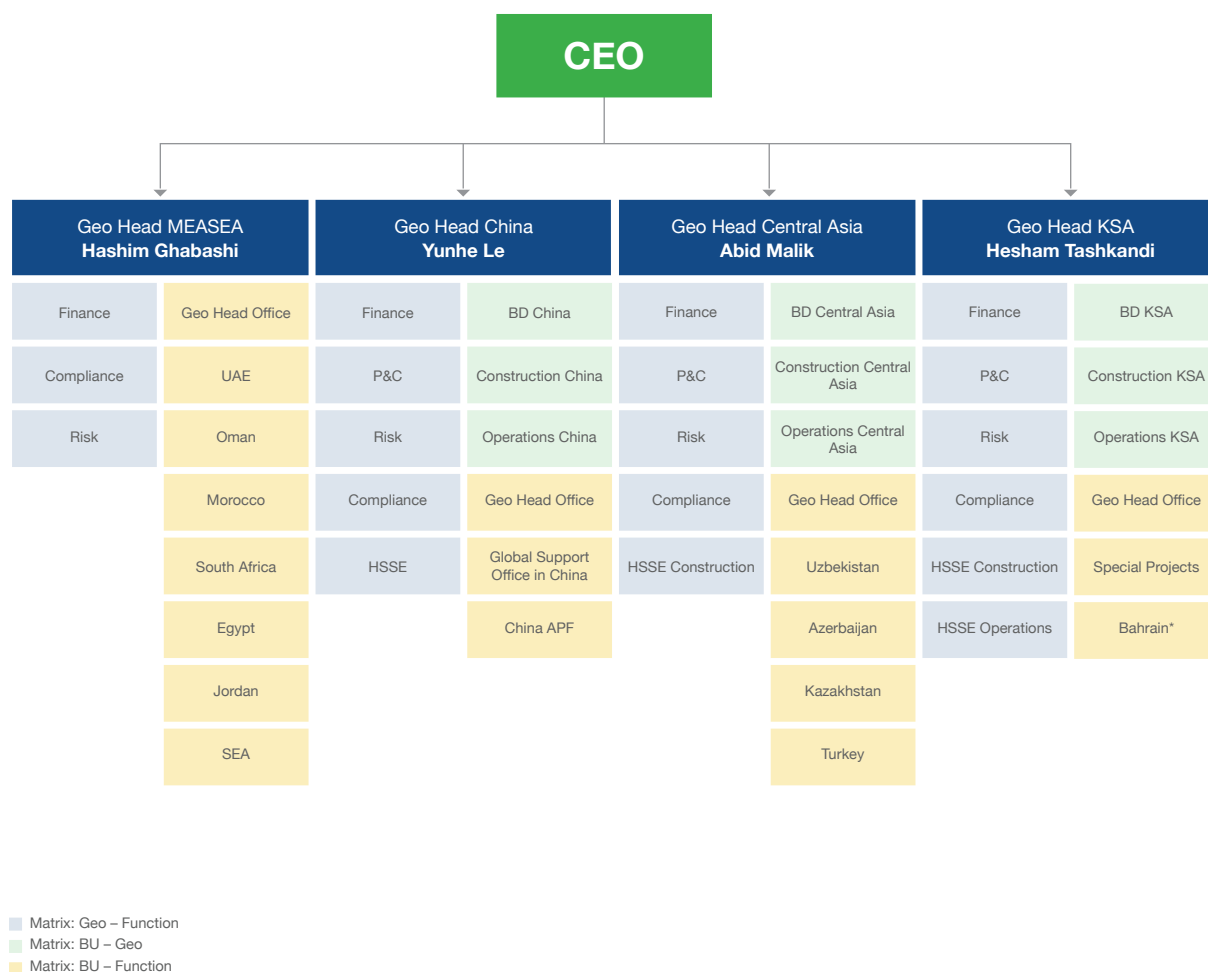 CEO
Geo Head MEASEA
Hashim Ghabashi
Finance
Compliance
Risk
Geo Head Office
UAE
Oman
Morocco
South Africa
Egypt
Jordan
SEA
Geo Head China
Yunhe Le
Finance
P&C
Risk
Compliance
HSSE
BD China
Construction China
Operations China
Geo Head Office
Global Support
Office in China
China APF
Geo Head Central Asia
Abid Malik
Finance
P&C
Risk
Compliance
HSSE Construction
BD Central Asia
Construction Central
Asia
Operations Central
Asia
Geo Head Office
Uzbekistan
Azerbaijan
Kazakhstan
Turkey
Geo Head KSA
Hesham Tashkandi
Finance
P&C
Risk
Compliance
HSSE Construction
HSSE Operations
BD KSA
Construction KSA
Operations KSA
Geo Head Office
Special Projects
Bahrain*
Matrix: Geo – Function
Matrix: BU – Geo
Matrix: BU – Function